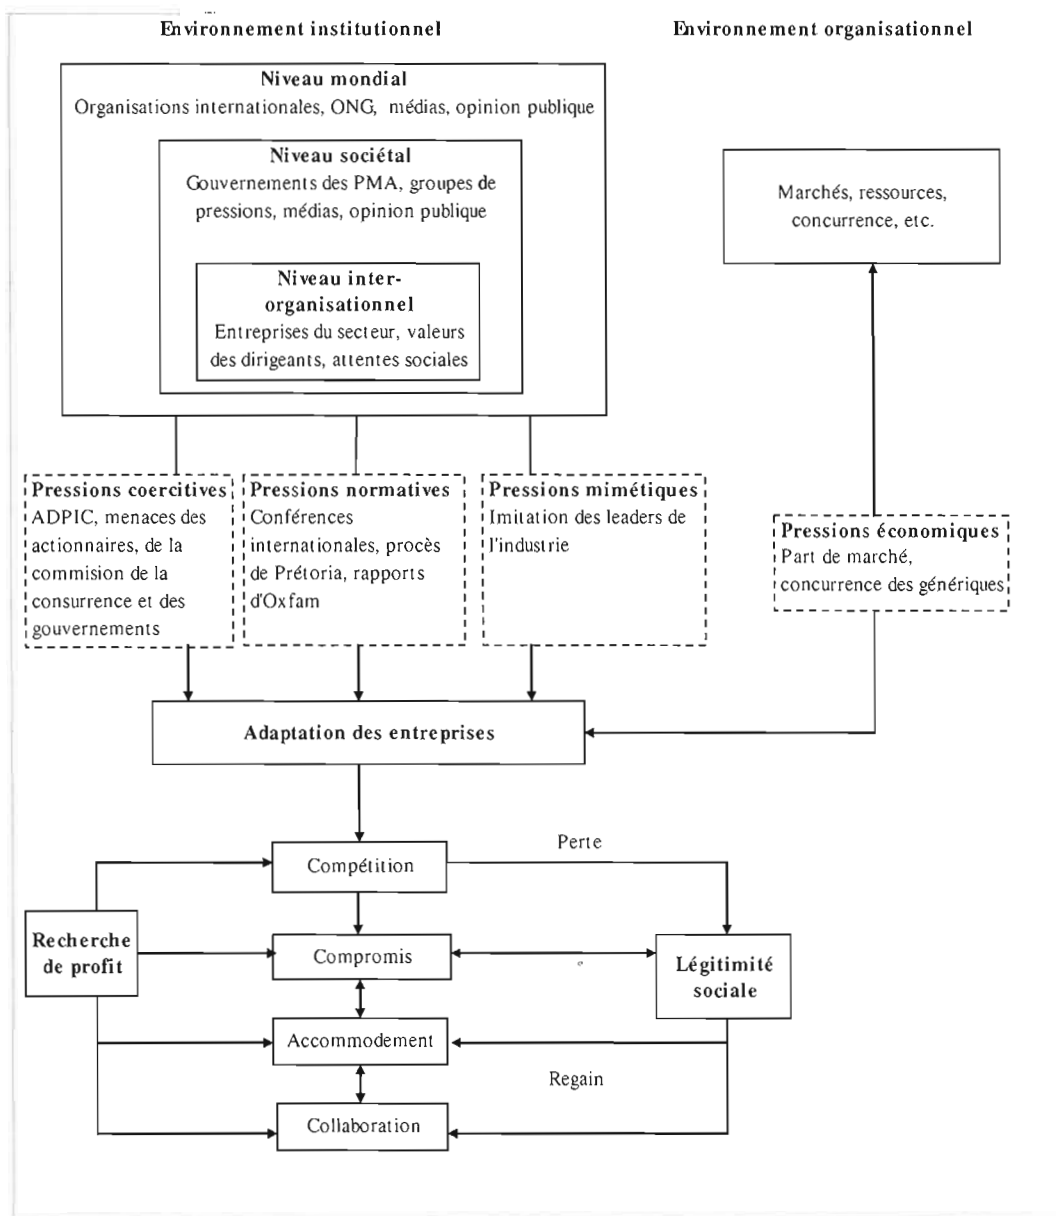 Environnement institutionnel
Environnement organisationnel
Niveau mondial
Organisations internationales, ONG, médias, opinion publique
Niveau sociétal
Gouvernements des PMA, groupes de
pressions, médias, opinion publique
Niveau inter-
organisationnel
Entreprises du secteur, valeurs
des dirigeants, attentes sociales
Marchés, ressources,
concurrence, etc.
Pressions coercitives
ADPIC, menaces des
actionnaires, de la
commision de la
consurrence et des
gouvernements
Pressions normatives
Conférences
internationales, procès
de Prétoria, rapports
d'Oxfam
Pressions mimétiques
Imitation des leaders de
l'industrie
Pressions économiques
Part de marché,
concurrence des génériques
Adaptation des entreprises
Compétition
Perte
Recherche
de profit
Compromis
Légitimité
sociale
Accommodement
Regain
Collaboration